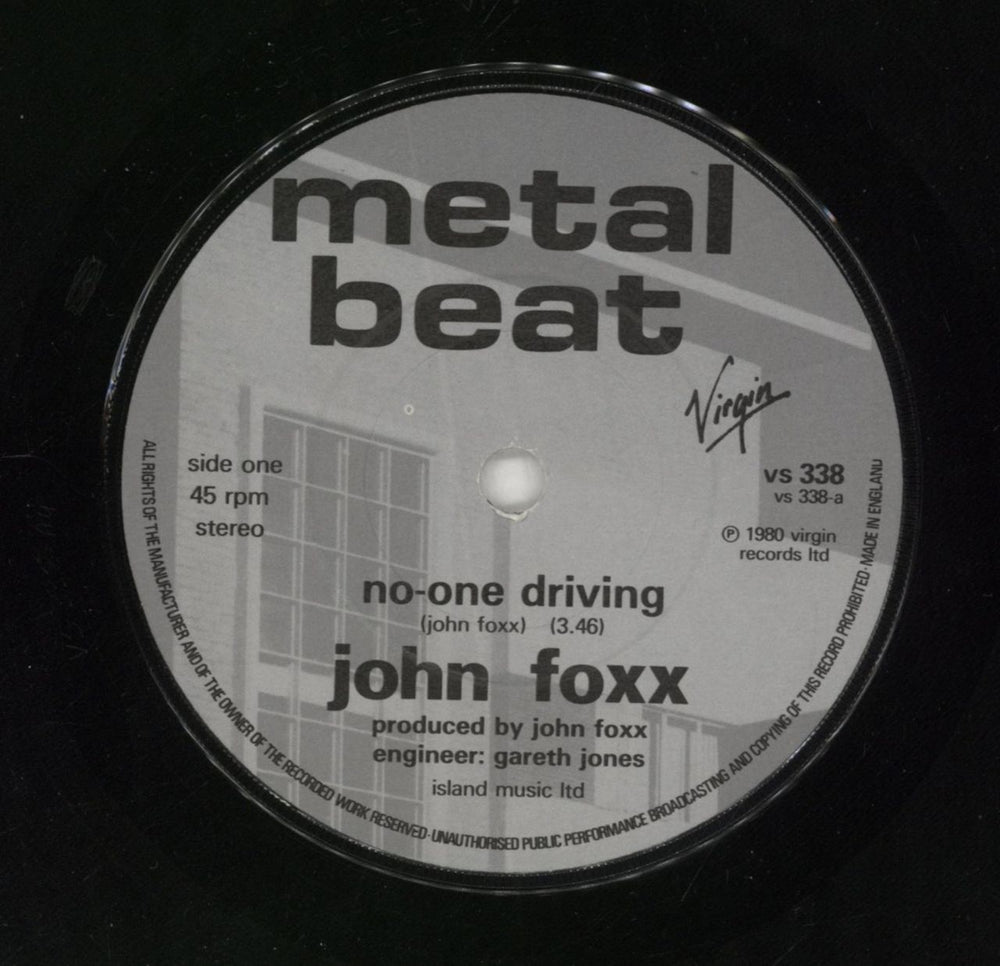 metal
beat
Virgin
side one
45 rpm
stereo
vs 338
vs 338-a
℗ 1980 virgin
records ltd
no-one driving
(john foxx) (3.46)
john foxx
produced by john foxx
engineer: gareth jones
island music ltd
ALL RIGHTS OF THE MANUFACTURER AND OF THE OWNER OF THE RECORDED WORK RESERVED·UNAUTHORISED PUBLIC PERFORMANCE BROADCASTING AND COPYING OF THIS RECORD PROHIBITED·MADE IN ENGLAND